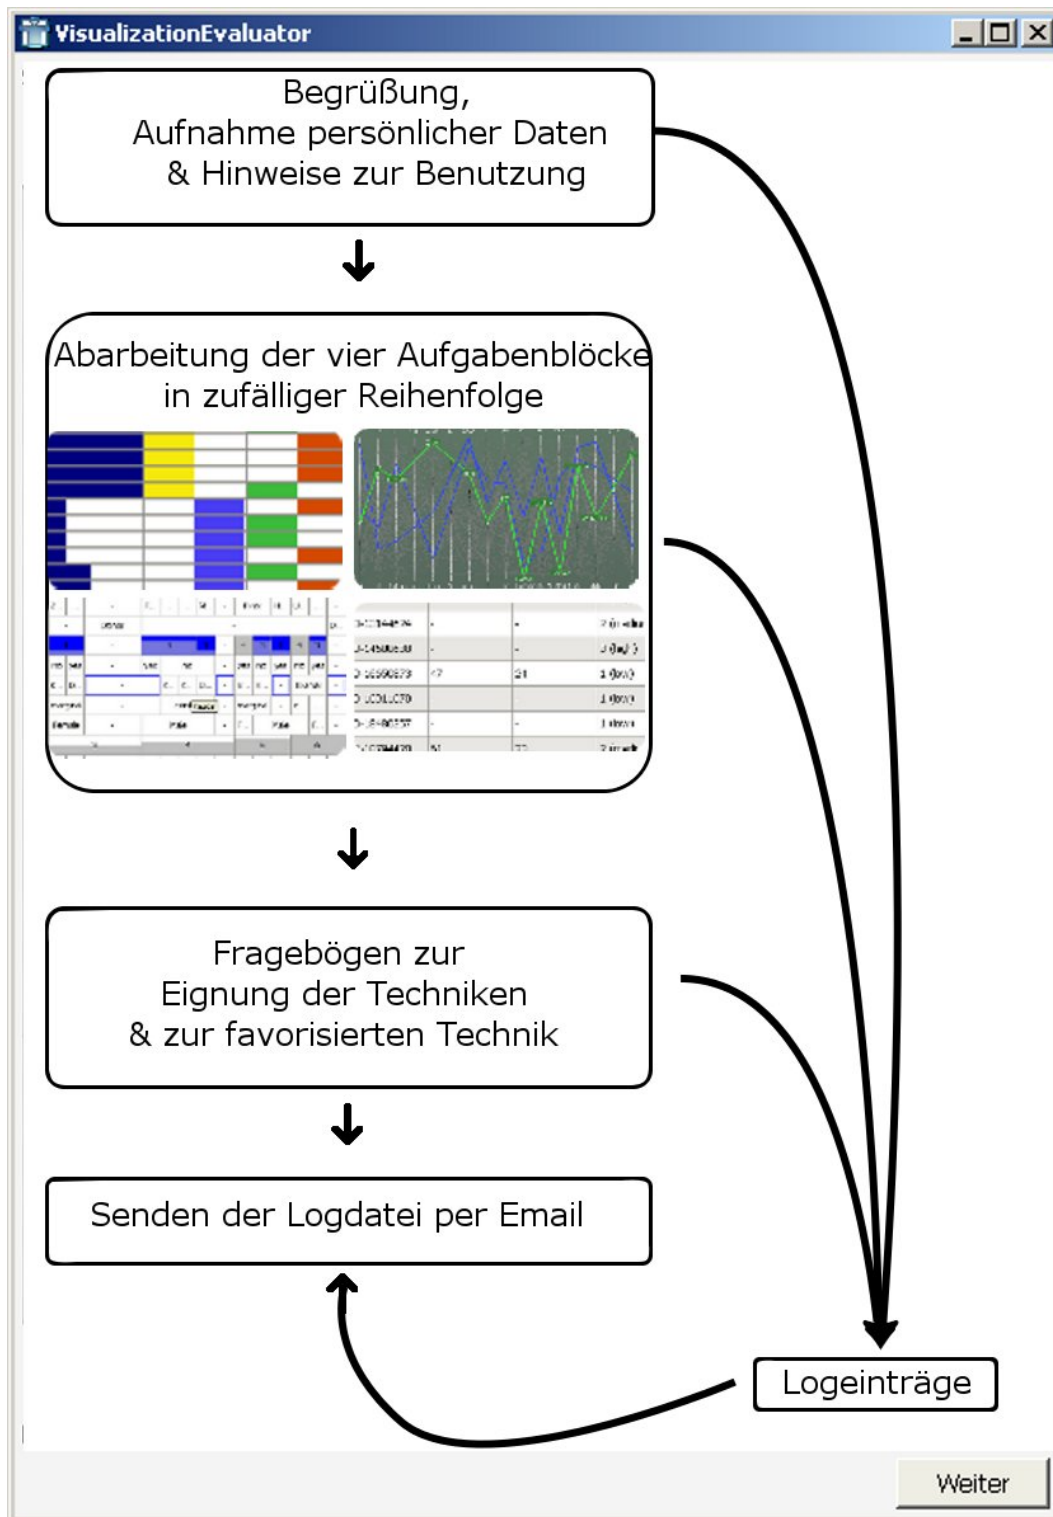 VisualizationEvaluator
Begrüßung,
Aufnahme persönlicher Daten
& Hinweise zur Benutzung
Abarbeitung der vier Aufgabenblöcke
in zufälliger Reihenfolge
Fragebögen zur
Eignung der Techniken
& zur favorisierten Technik
Senden der Logdatei per Email
Logeinträge
Weiter